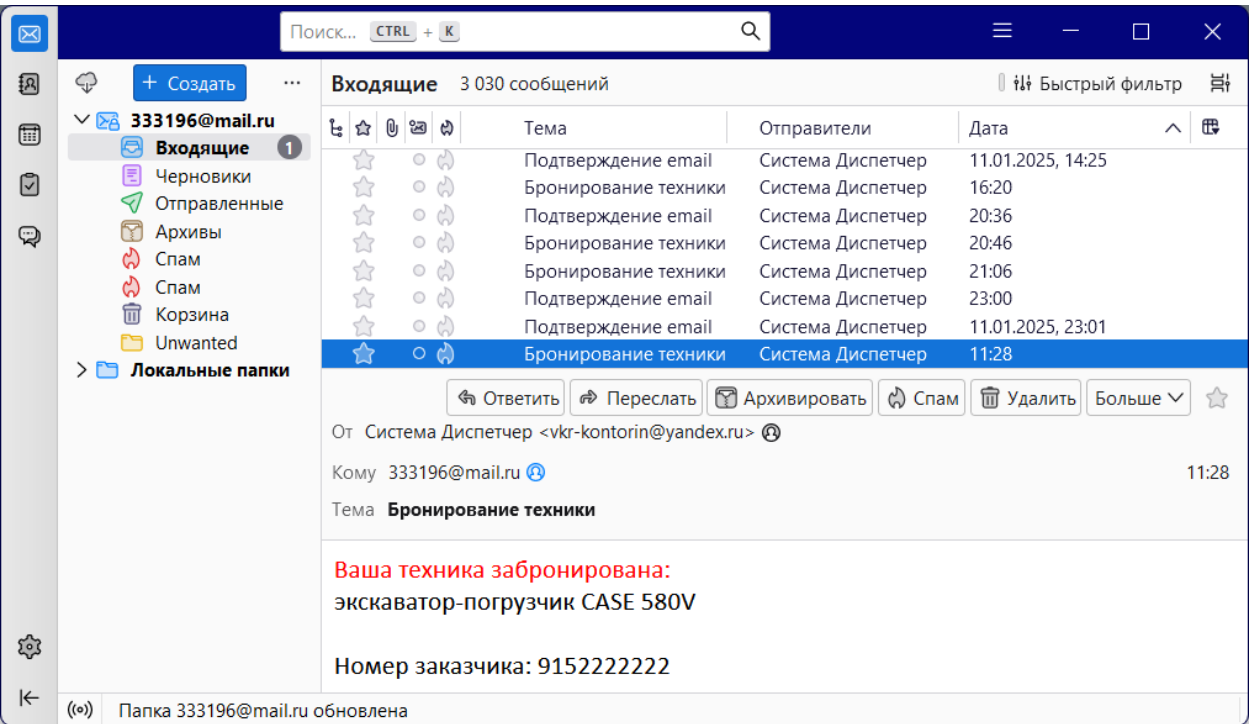 Поиск... CTRL + K
+ Создать ...
333196@mail.ru
Входящие 1
Черновики
Отправленные
Архивы
Спам
Спам
Корзина
Unwanted
Локальные папки
Входящие 3 030 сообщений Быстрый фильтр
Тема Отправители Дата
Подтверждение email Система Диспетчер 11.01.2025, 14:25
Бронирование техники Система Диспетчер 16:20
Подтверждение email Система Диспетчер 20:36
Бронирование техники Система Диспетчер 20:46
Бронирование техники Система Диспетчер 21:06
Подтверждение email Система Диспетчер 23:00
Подтверждение email Система Диспетчер 11.01.2025, 23:01
Бронирование техники Система Диспетчер 11:28
Ответить Переслать Архивировать Спам Удалить Больше
От Система Диспетчер <vkr-kontorin@yandex.ru>
Кому 333196@mail.ru 11:28
Тема Бронирование техники
Ваша техника забронирована:
экскаватор-погрузчик CASE 580V
Номер заказчика: 9152222222
Папка 333196@mail.ru обновлена